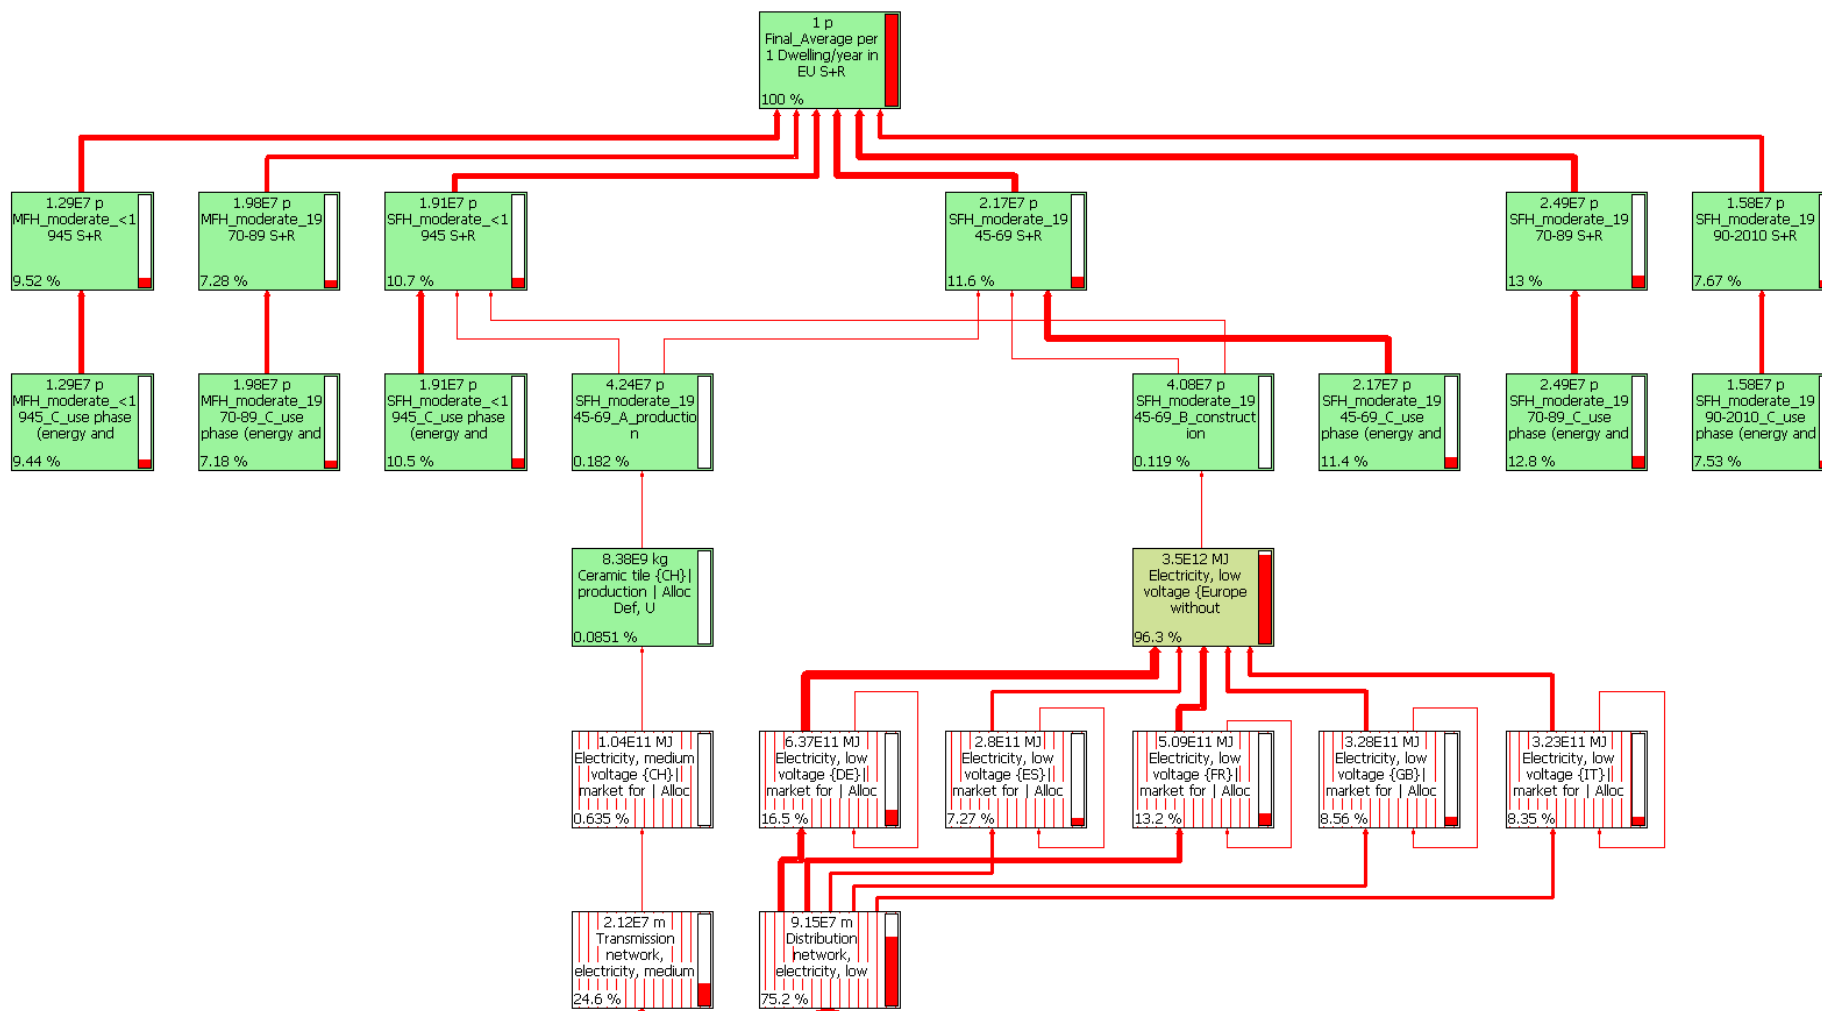 1 p
Final_Average per
1 Dwelling/year in
EU S+R
100 %
1.29E7 p
MFH_moderate_<1
945 S+R
9.52 %
1.98E7 p
MFH_moderate_19
70-89 S+R
7.28 %
1.91E7 p
SFH_moderate_<1
945 S+R
10.7 %
2.17E7 p
SFH_moderate_19
45-69 S+R
11.6 %
2.49E7 p
SFH_moderate_19
70-89 S+R
13 %
1.58E7 p
SFH_moderate_19
90-2010 S+R
7.67 %
1.29E7 p
MFH_moderate_<1
945_C_use phase
(energy and
9.44 %
1.98E7 p
MFH_moderate_19
70-89_C_use
phase (energy and
7.18 %
1.91E7 p
SFH_moderate_<1
945_C_use phase
(energy and
10.5 %
4.24E7 p
SFH_moderate_19
45-69_A_productio
n
0.182 %
4.08E7 p
SFH_moderate_19
45-69_B_construct
ion
0.119 %
2.17E7 p
SFH_moderate_19
45-69_C_use
phase (energy and
11.4 %
2.49E7 p
SFH_moderate_19
70-89_C_use
phase (energy and
12.8 %
1.58E7 p
SFH_moderate_19
90-2010_C_use
phase (energy and
7.53 %
8.38E9 kg
Ceramic tile {CH}|
production | Alloc
Def, U
0.0851 %
3.5E12 MJ
Electricity, low
voltage {Europe
without
96.3 %
1.04E11 MJ
Electricity, medium
voltage {CH}|
market for | Alloc
0.635 %
6.37E11 MJ
Electricity, low
voltage {DE}|
market for | Alloc
16.5 %
2.8E11 MJ
Electricity, low
voltage {ES}|
market for | Alloc
7.27 %
5.09E11 MJ
Electricity, low
voltage {FR}|
market for | Alloc
13.2 %
3.28E11 MJ
Electricity, low
voltage {GB}|
market for | Alloc
8.56 %
3.23E11 MJ
Electricity, low
voltage {IT}|
market for | Alloc
8.35 %
2.12E7 m
Transmission
network,
electricity, medium
24.6 %
9.15E7 m
Distribution
network,
electricity, low
75.2 %